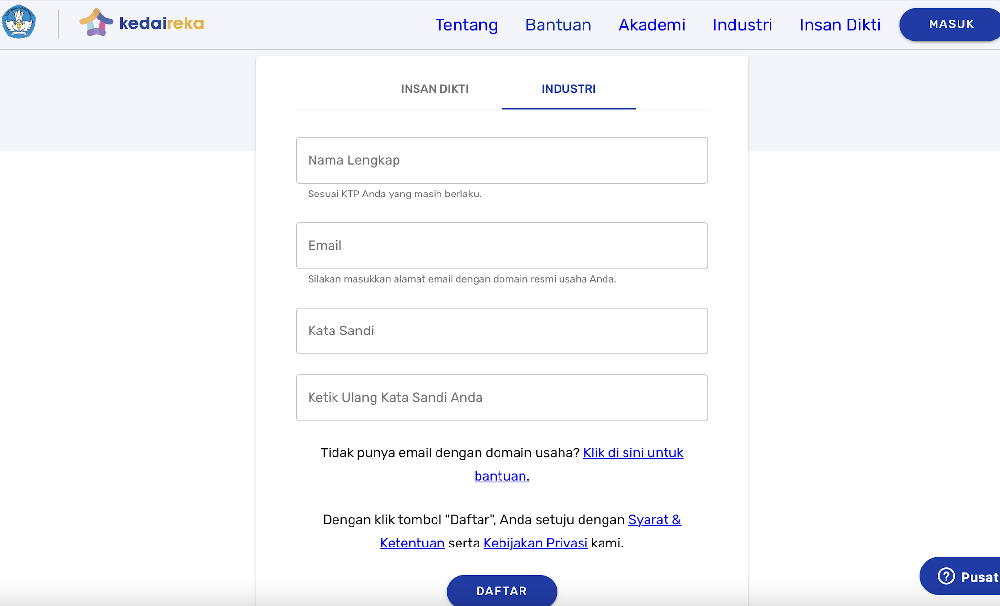 TUT WURI HANDAYANI
kedaireka
Tentang Bantuan Akademi Industri Insan Dikti MASUK
INSAN DIKTI INDUSTRI
Nama Lengkap
Sesuai KTP Anda yang masih berlaku.
Email
Silakan masukkan alamat email dengan domain resmi usaha Anda.
Kata Sandi
Ketik Ulang Kata Sandi Anda
Tidak punya email dengan domain usaha? Klik di sini untuk
bantuan.
Dengan klik tombol "Daftar", Anda setuju dengan Syarat &
Ketentuan serta Kebijakan Privasi kami.
DAFTAR
Pusat